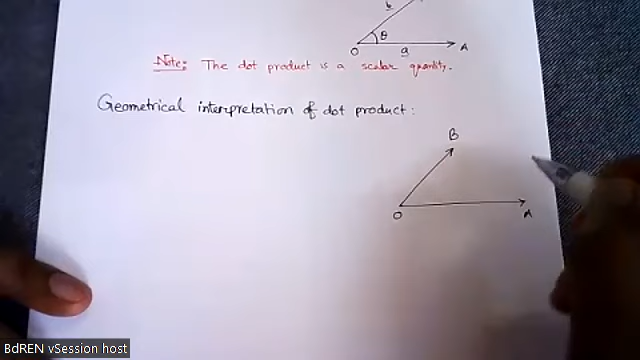 b
θ
O a A
Note: The dot product is a scalar quantity.
Geometrical interpretation of dot product:
B
O A
BdREN vSession host